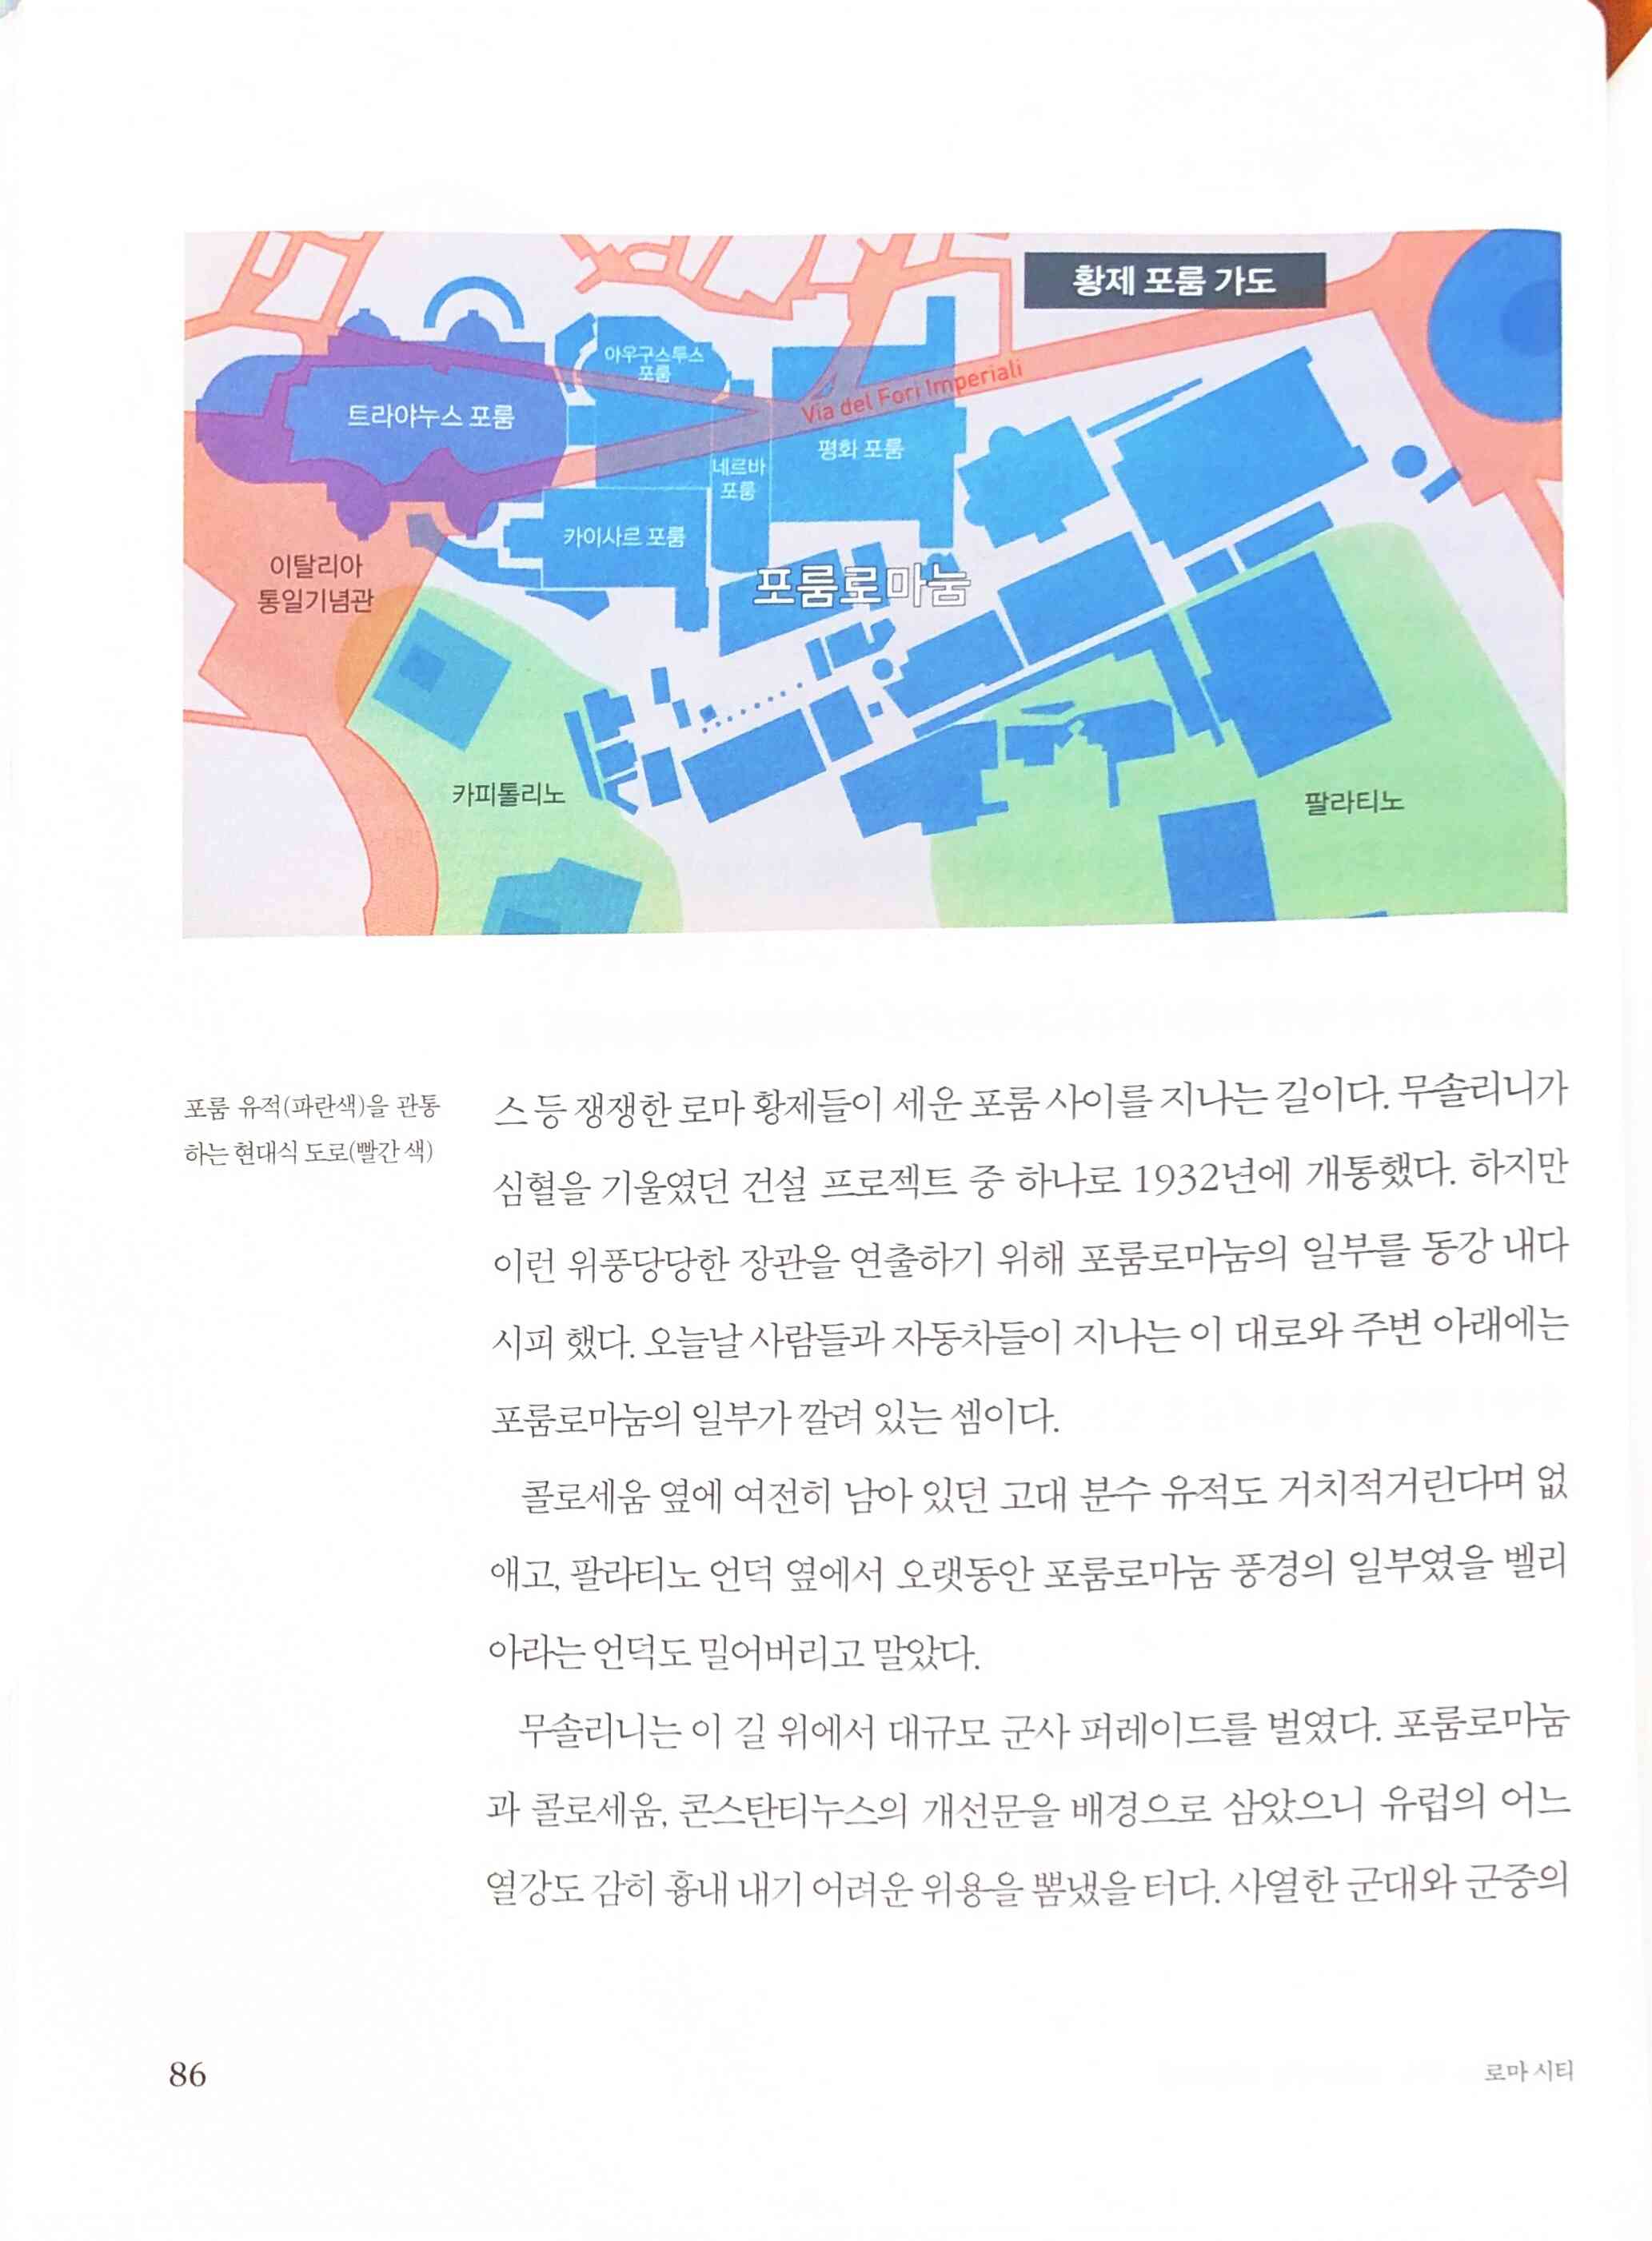 황제 포룸 가도
아우구스투스
포룸
Via del Fori Imperiali
트라야누스 포룸
평화 포룸
네르바
포룸
카이사르 포룸
이탈리아
통일기념관
포룸로마눔
카피톨리노
팔라티노
포룸 유적(파란색)을 관통
하는 현대식 도로(빨간 색)
스 등 쟁쟁한 로마 황제들이 세운 포룸 사이를 지나는 길이다. 무솔리니가
심혈을 기울였던 건설 프로젝트 중 하나로 1932년에 개통했다. 하지만
이런 위풍당당한 장관을 연출하기 위해 포룸로마눔의 일부를 동강 내다
시피 했다. 오늘날 사람들과 자동차들이 지나는 이 대로와 주변 아래에는
포룸로마눔의 일부가 깔려 있는 셈이다.
콜로세움 옆에 여전히 남아 있던 고대 분수 유적도 거치적거린다며 없
애고, 팔라티노 언덕 옆에서 오랫동안 포룸로마눔 풍경의 일부였을 벨리
아라는 언덕도 밀어버리고 말았다.
무솔리니는 이 길 위에서 대규모 군사 퍼레이드를 벌였다. 포룸로마눔
과 콜로세움, 콘스탄티누스의 개선문을 배경으로 삼았으니 유럽의 어느
열강도 감히 흉내 내기 어려운 위용을 뽐냈을 터다. 사열한 군대와 군중의
86
로마 시티